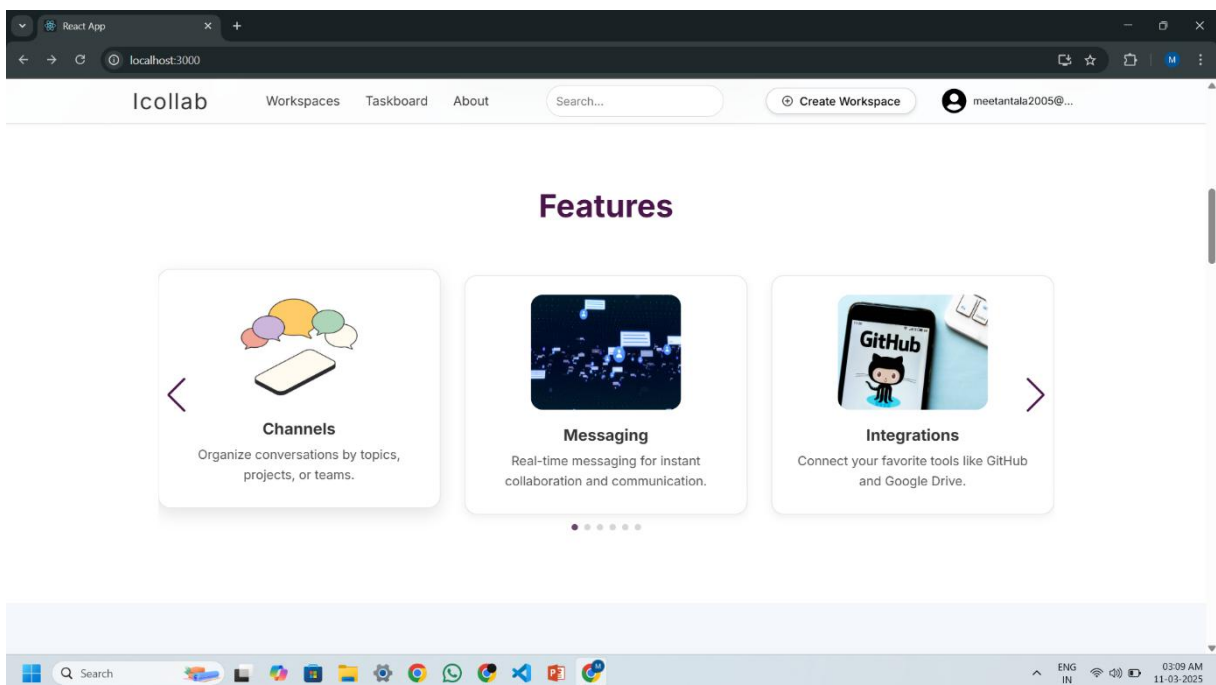 React App
localhost:3000
M
Icollab
Workspaces
Taskboard
About
Search...
Create Workspace
meetantala2005@...
Features
Channels
Organize conversations by topics,
projects, or teams.
Messaging
Real-time messaging for instant
collaboration and communication.
GitHub
Integrations
Connect your favorite tools like GitHub
and Google Drive.
Search
ENG
IN
03:09 AM
11-03-2025